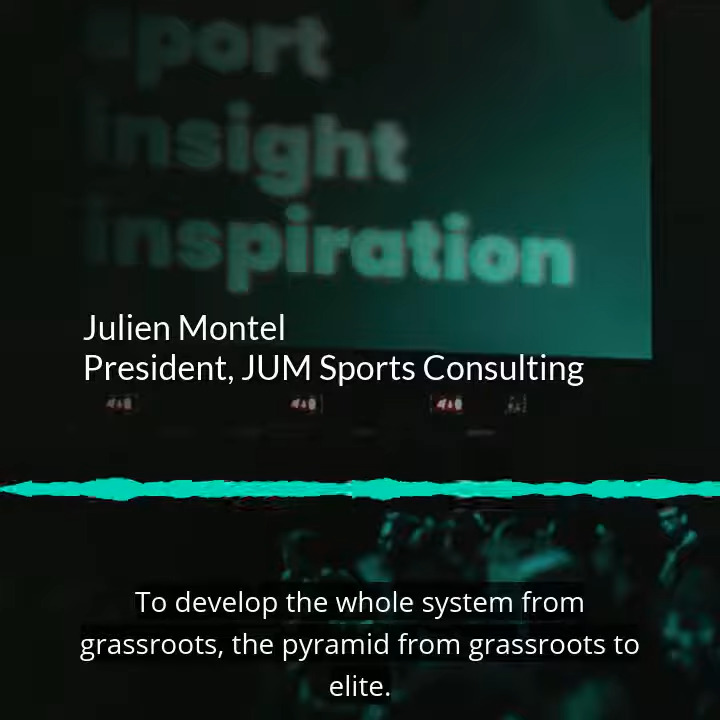 sport
insight
inspiration
Julien Montel
President, JUM Sports Consulting
To develop the whole system from
grassroots, the pyramid from grassroots to
elite.